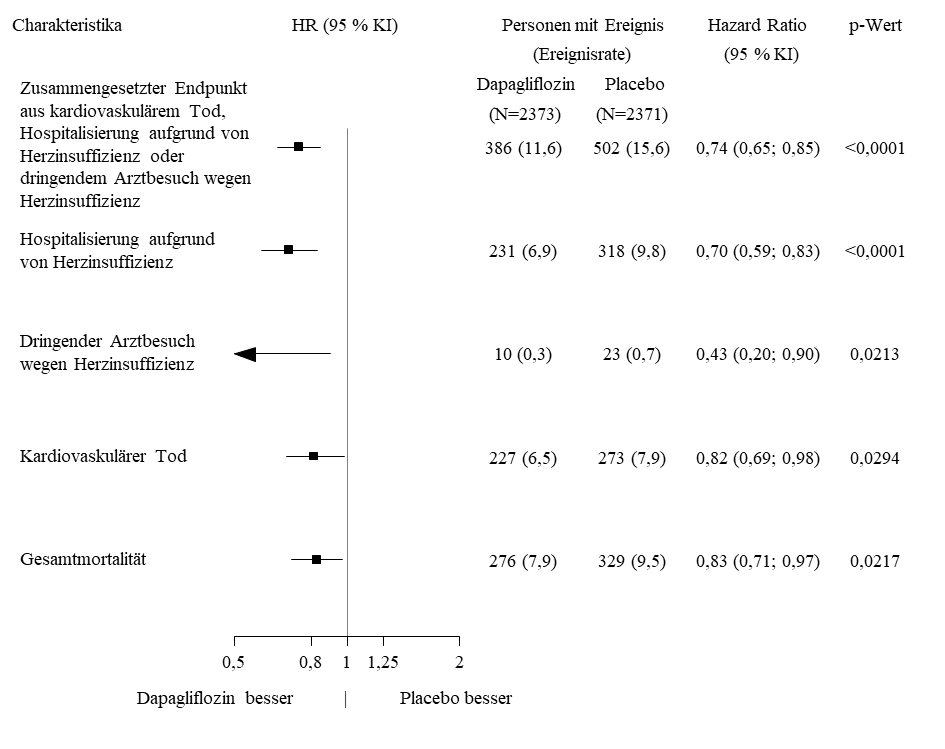 Charakteristika HR (95 % KI) Personen mit Ereignis Hazard Ratio p-Wert
(Ereignisrate) (95 % KI)
Dapagliflozin Placebo
(N=2373) (N=2371)
Zusammengesetzter Endpunkt
aus kardiovaskulärem Tod,
Hospitalisierung aufgrund von
Herzinsuffizienz oder
dringendem Arztbesuch wegen
Herzinsuffizienz
386 (11,6) 502 (15,6) 0,74 (0,65; 0,85) <0,0001
Hospitalisierung aufgrund
von Herzinsuffizienz
231 (6,9) 318 (9,8) 0,70 (0,59; 0,83) <0,0001
Dringender Arztbesuch
wegen Herzinsuffizienz
10 (0,3) 23 (0,7) 0,43 (0,20; 0,90) 0,0213
Kardiovaskulärer Tod 227 (6,5) 273 (7,9) 0,82 (0,69; 0,98) 0,0294
Gesamtmortalität 276 (7,9) 329 (9,5) 0,83 (0,71; 0,97) 0,0217
0,5 0,8 1 1,25 2
Dapagliflozin besser | Placebo besser